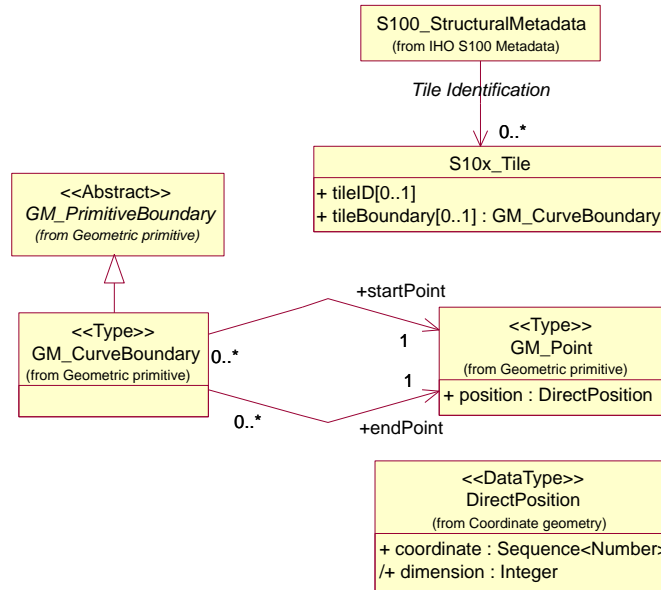 S100_StructuralMetadata
(from IHO S100 Metadata)
Tile Identification
0..*
S10x_Tile
+ tileID[0..1]
+ tileBoundary[0..1] : GM_CurveBoundary
<<Abstract>>
GM_PrimitiveBoundary
(from Geometric primitive)
<<Type>>
GM_CurveBoundary
(from Geometric primitive)
+startPoint
0..*
1
<<Type>>
GM_Point
(from Geometric primitive)
+ position : DirectPosition
1
0..*
+endPoint
<<DataType>>
DirectPosition
(from Coordinate geometry)
+ coordinate : Sequence<Number>
/+ dimension : Integer